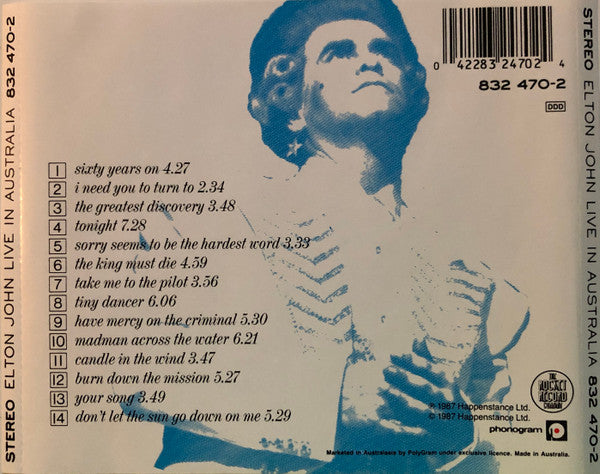 STEREO ELTON JOHN LIVE IN AUSTRALIA 832 470-2
0 42283 24702 4
832 470-2
DDD
1 sixty years on 4.27
2 i need you to turn to 2.34
3 the greatest discovery 3.48
4 tonight 7.28
5 sorry seems to be the hardest word 3.33
6 the king must die 4.59
7 take me to the pilot 3.56
8 tiny dancer 6.06
9 have mercy on the criminal 5.30
10 madman across the water 6.21
11 candle in the wind 3.47
12 burn down the mission 5.27
13 your song 3.49
14 don't let the sun go down on me 5.29
THE
ROCKET
RECORD
COMPANY
℗ 1987 Happenstance Ltd.
© 1987 Happenstance Ltd.
phonogram
Marketed in Australasia by PolyGram under exclusive licence. Made in Australia.
STEREO ELTON JOHN LIVE IN AUSTRALIA 832 470-2